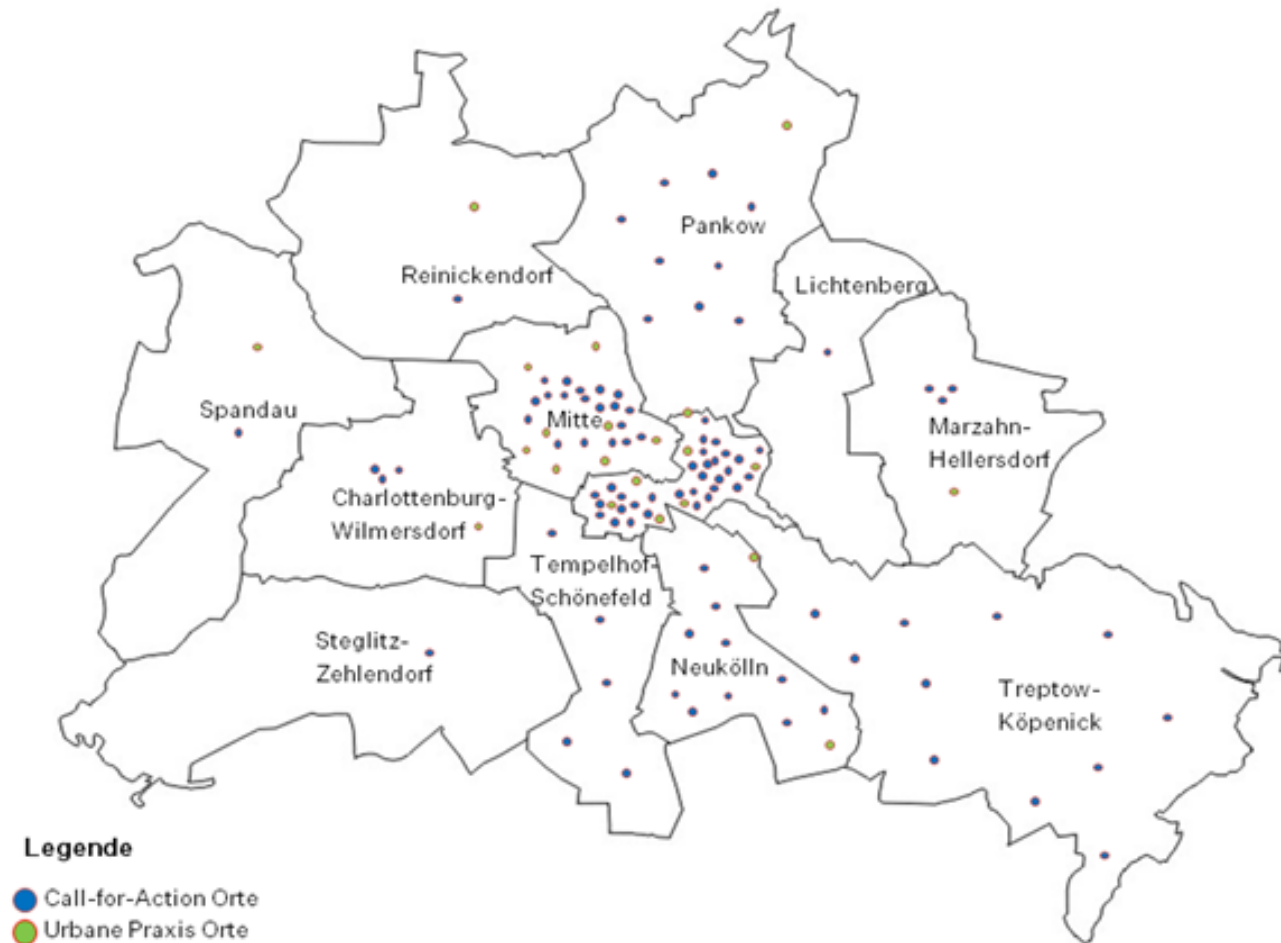 Pankow
Reinickendorf
Lichtenberg
Spandau
Mitte
Marzahn-
Hellersdorf
Charlottenburg-
Wilmersdorf
Tempelhof-
Schönefeld
Steglitz-
Zehlendorf
Neukölln
Treptow-
Köpenick
Legende
Call-for-Action Orte
Urbane Praxis Orte